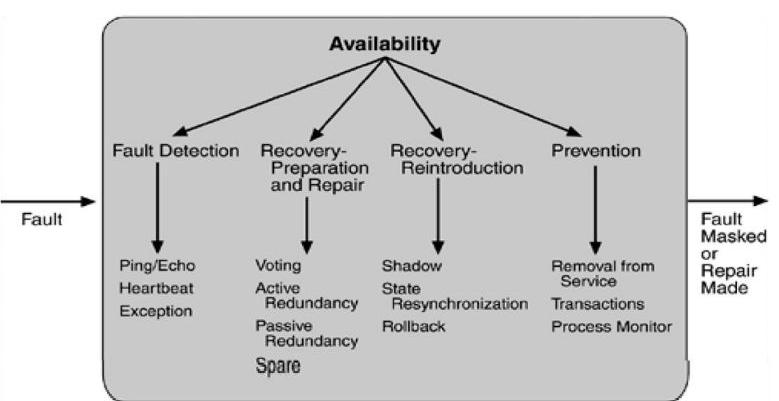 Availability
Fault Detection
Recovery-
Preparation
and Repair
Recovery-
Reintroduction
Prevention
Fault
Fault
Masked
or
Repair
Made
Ping/Echo
Heartbeat
Exception
Voting
Active
Redundancy
Passive
Redundancy
Spare
Shadow
State
Resynchronization
Rollback
Removal from
Service
Transactions
Process Monitor